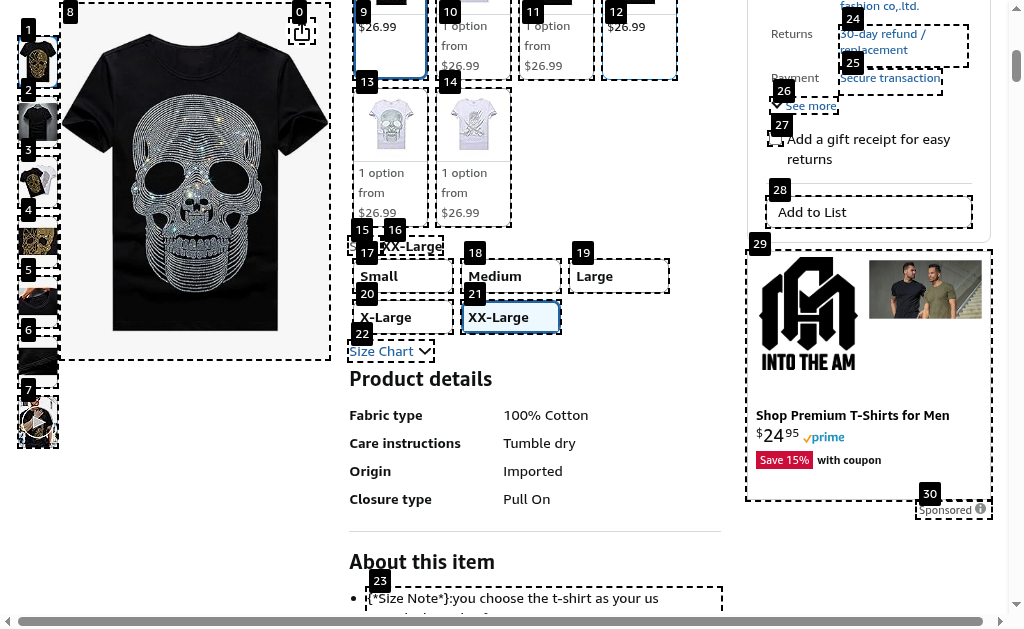 0
8
1
2
3
4
5
6
7
9
10
11
12
$26.99
1 option
from
$26.99
1 option
from
$26.99
$26.99
13
14
1 option
from
$26.99
1 option
from
$26.99
15
16
XX-Large
17
18
19
Small
Medium
Large
20
21
X-Large
XX-Large
22
Size Chart
Product details
Fabric type 100% Cotton
Care instructions Tumble dry
Origin Imported
Closure type Pull On
About this item
23
{*Size Note*}:you choose the t-shirt as your us
fashion co,.ltd.
24
Returns 30-day refund /
replacement
25
Payment Secure transaction
26
See more
27
Add a gift receipt for easy
returns
28
Add to List
29
INTO THE AM
Shop Premium T-Shirts for Men
$24 95 prime
Save 15% with coupon
30
Sponsored